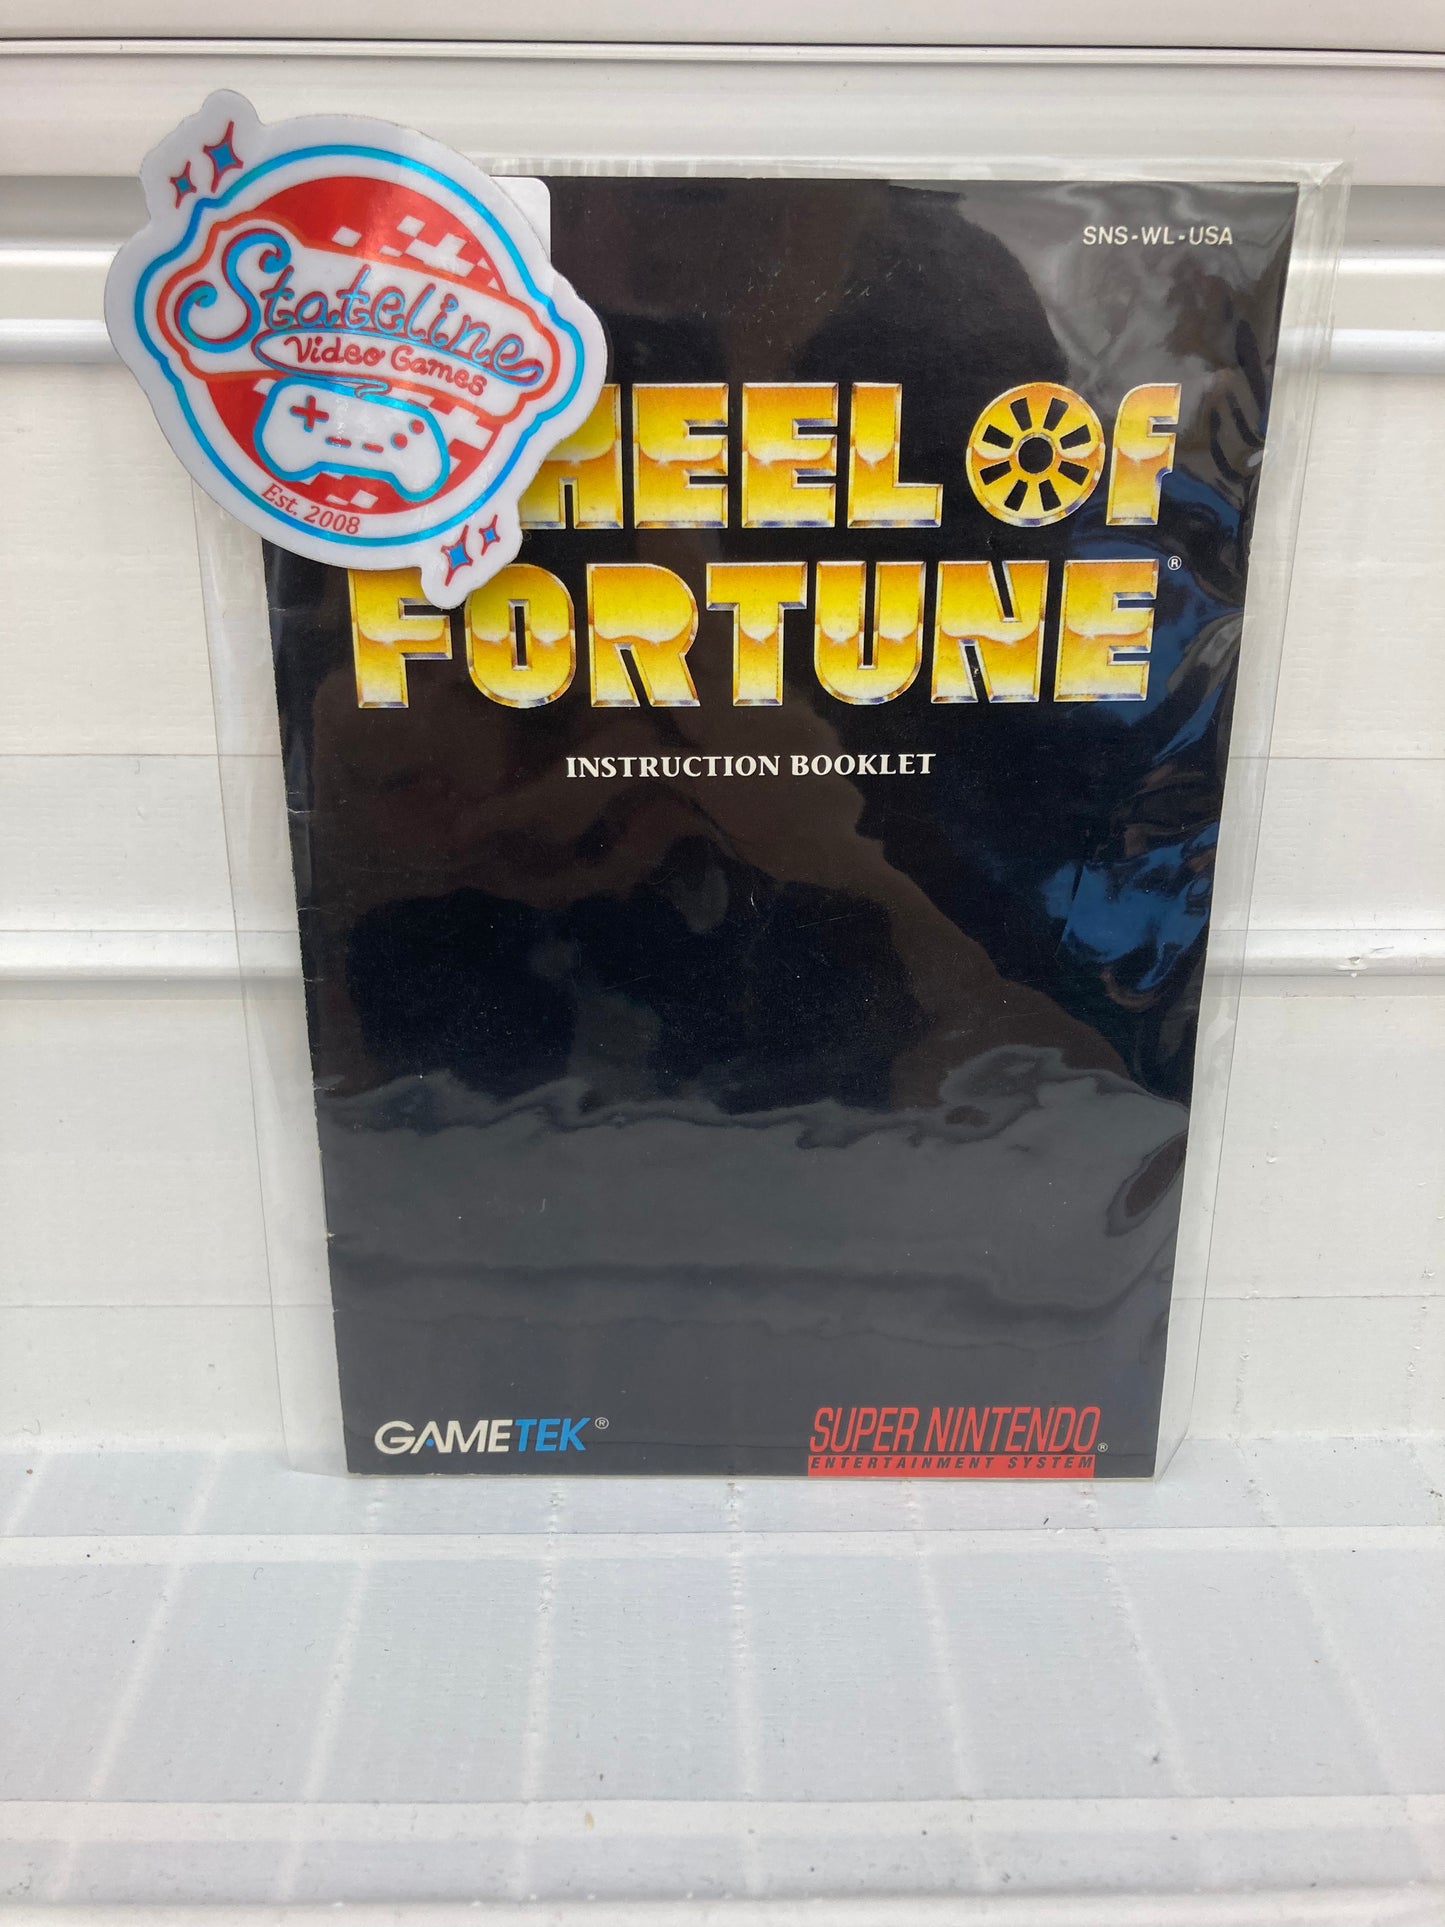 SNS-WL-USA
Stateline
Video Games
Est. 2008
HEEL OF
FORTUNE®
INSTRUCTION BOOKLET
GAMETEK®
SUPER NINTENDO®
ENTERTAINMENT SYSTEM